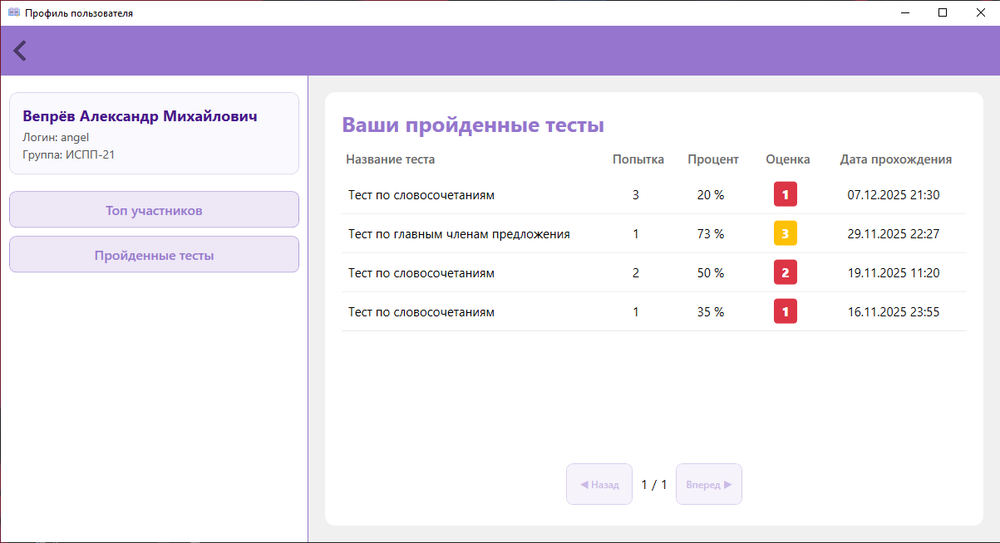 Профиль пользователя
Вепрёв Александр Михайлович
Логин: angel
Группа: ИСПП-21
Топ участников
Пройденные тесты
Ваши пройденные тесты
Название теста Попытка Процент Оценка Дата прохождения
Тест по словосочетаниям 3 20 % 1 07.12.2025 21:30
Тест по главным членам предложения 1 73 % 3 29.11.2025 22:27
Тест по словосочетаниям 2 50 % 2 19.11.2025 11:20
Тест по словосочетаниям 1 35 % 1 16.11.2025 23:55
◀ Назад 1 / 1 Вперед ▶